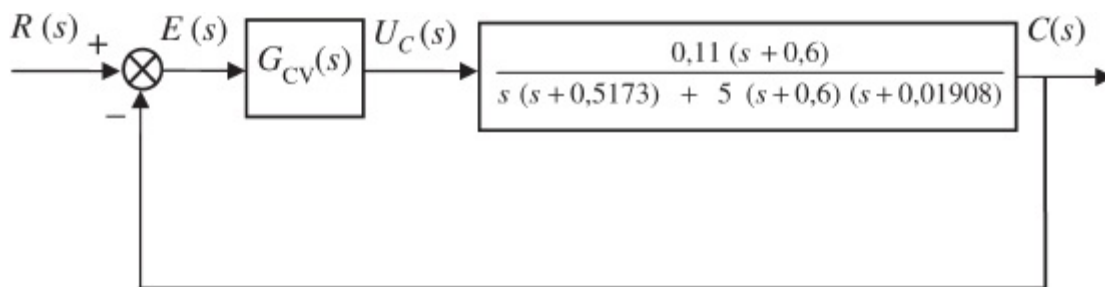 R(s) + E(s) G_CV(s) U_C(s) 0,11 (s + 0,6) C(s)
s (s + 0,5173) + 5 (s + 0,6) (s + 0,01908)
−